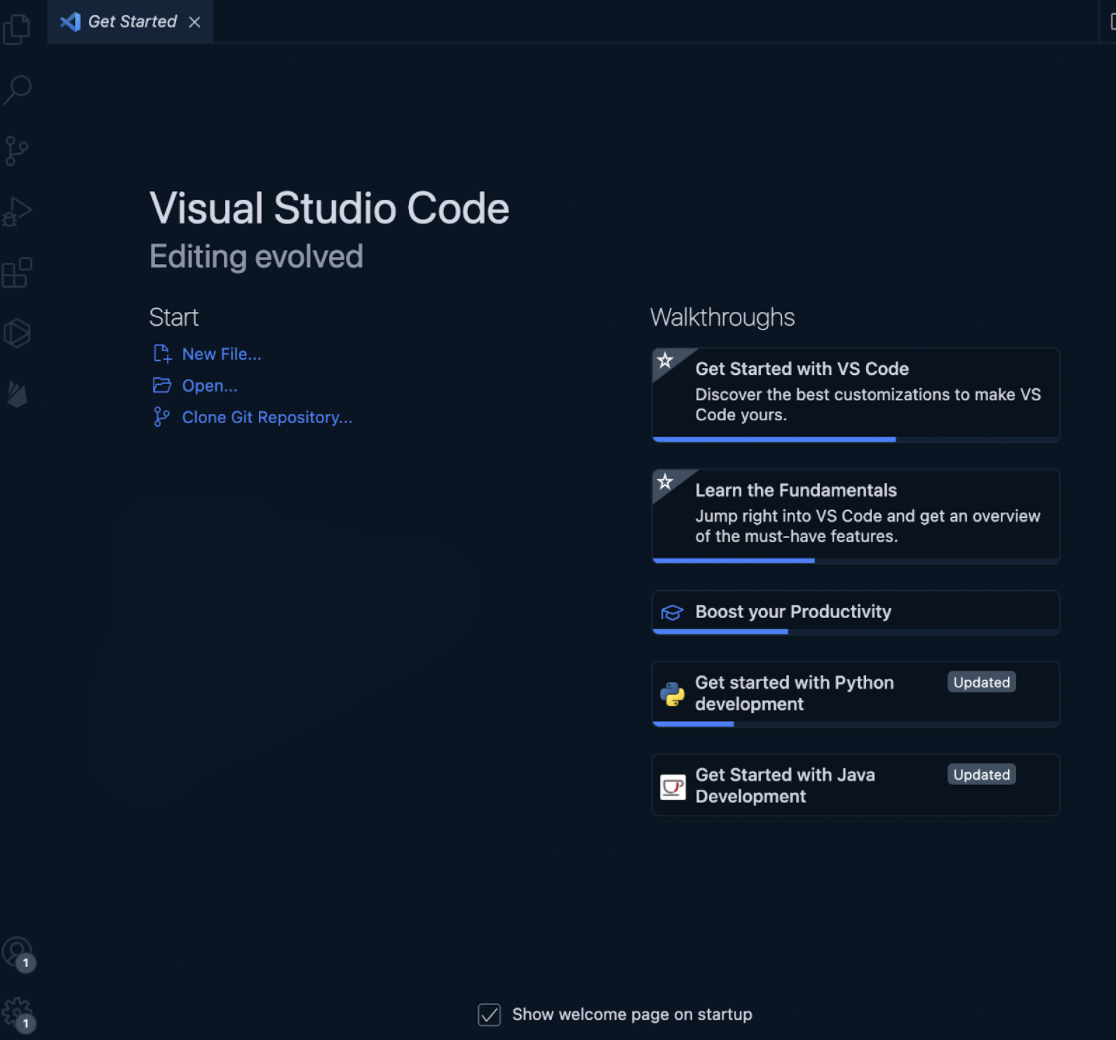 Get Started
Visual Studio Code
Editing evolved
Start
New File...
Open...
Clone Git Repository...
Walkthroughs
Get Started with VS Code
Discover the best customizations to make VS
Code yours.
Learn the Fundamentals
Jump right into VS Code and get an overview
of the must-have features.
Boost your Productivity
Get started with Python
development
Updated
Get Started with Java
Development
Updated
1
1
Show welcome page on startup